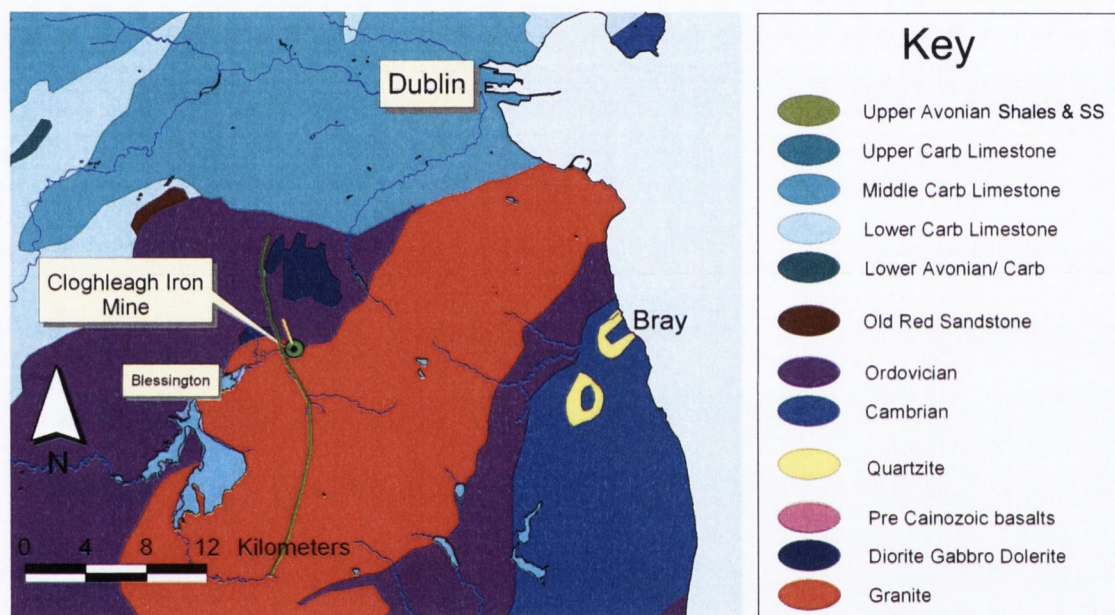 Dublin
Cloghleagh Iron
Mine
Bray
Blessington
N
0 4 8 12 Kilometers
Key
Upper Avonian Shales & SS
Upper Carb Limestone
Middle Carb Limestone
Lower Carb Limestone
Lower Avonian/ Carb
Old Red Sandstone
Ordovician
Cambrian
Quartzite
Pre Cainozoic basalts
Diorite Gabbro Dolerite
Granite